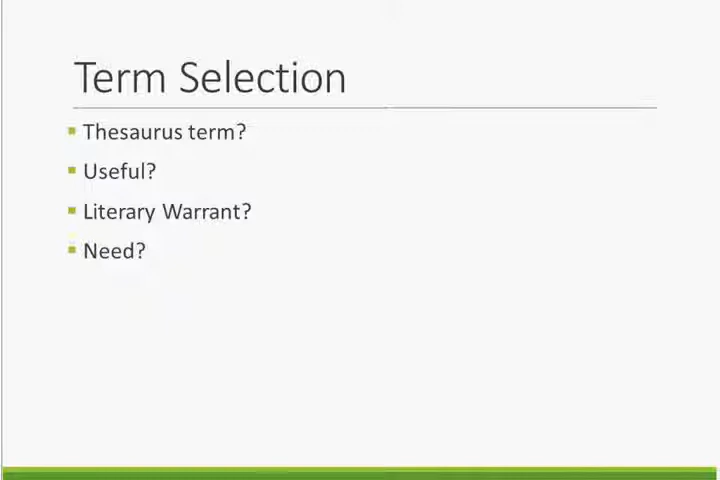 Term Selection
Thesaurus term?
Useful?
Literary Warrant?
Need?